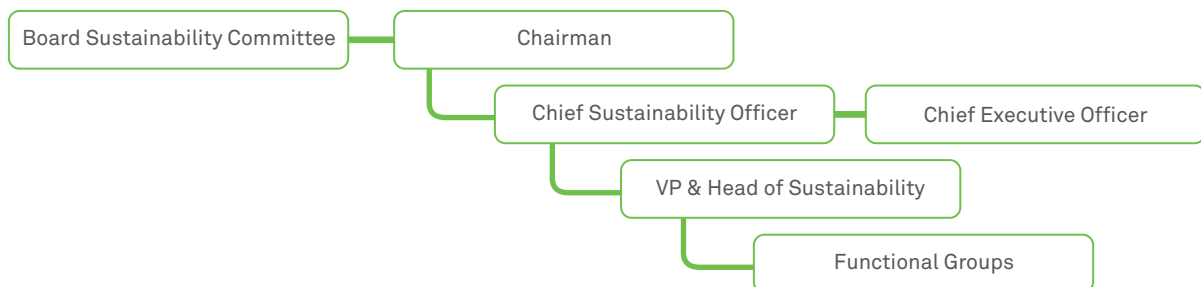 Board Sustainability Committee
Chairman
Chief Sustainability Officer
Chief Executive Officer
VP & Head of Sustainability
Functional Groups